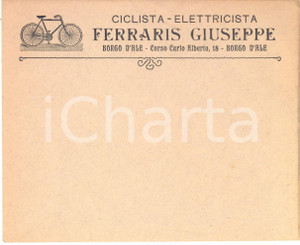 CICLISTA - ELETTRICISTA
FERRARIS GIUSEPPE
BORGO D'ALE - Corso Carlo Alberto, 18 - BORGO D'ALE
iCharta